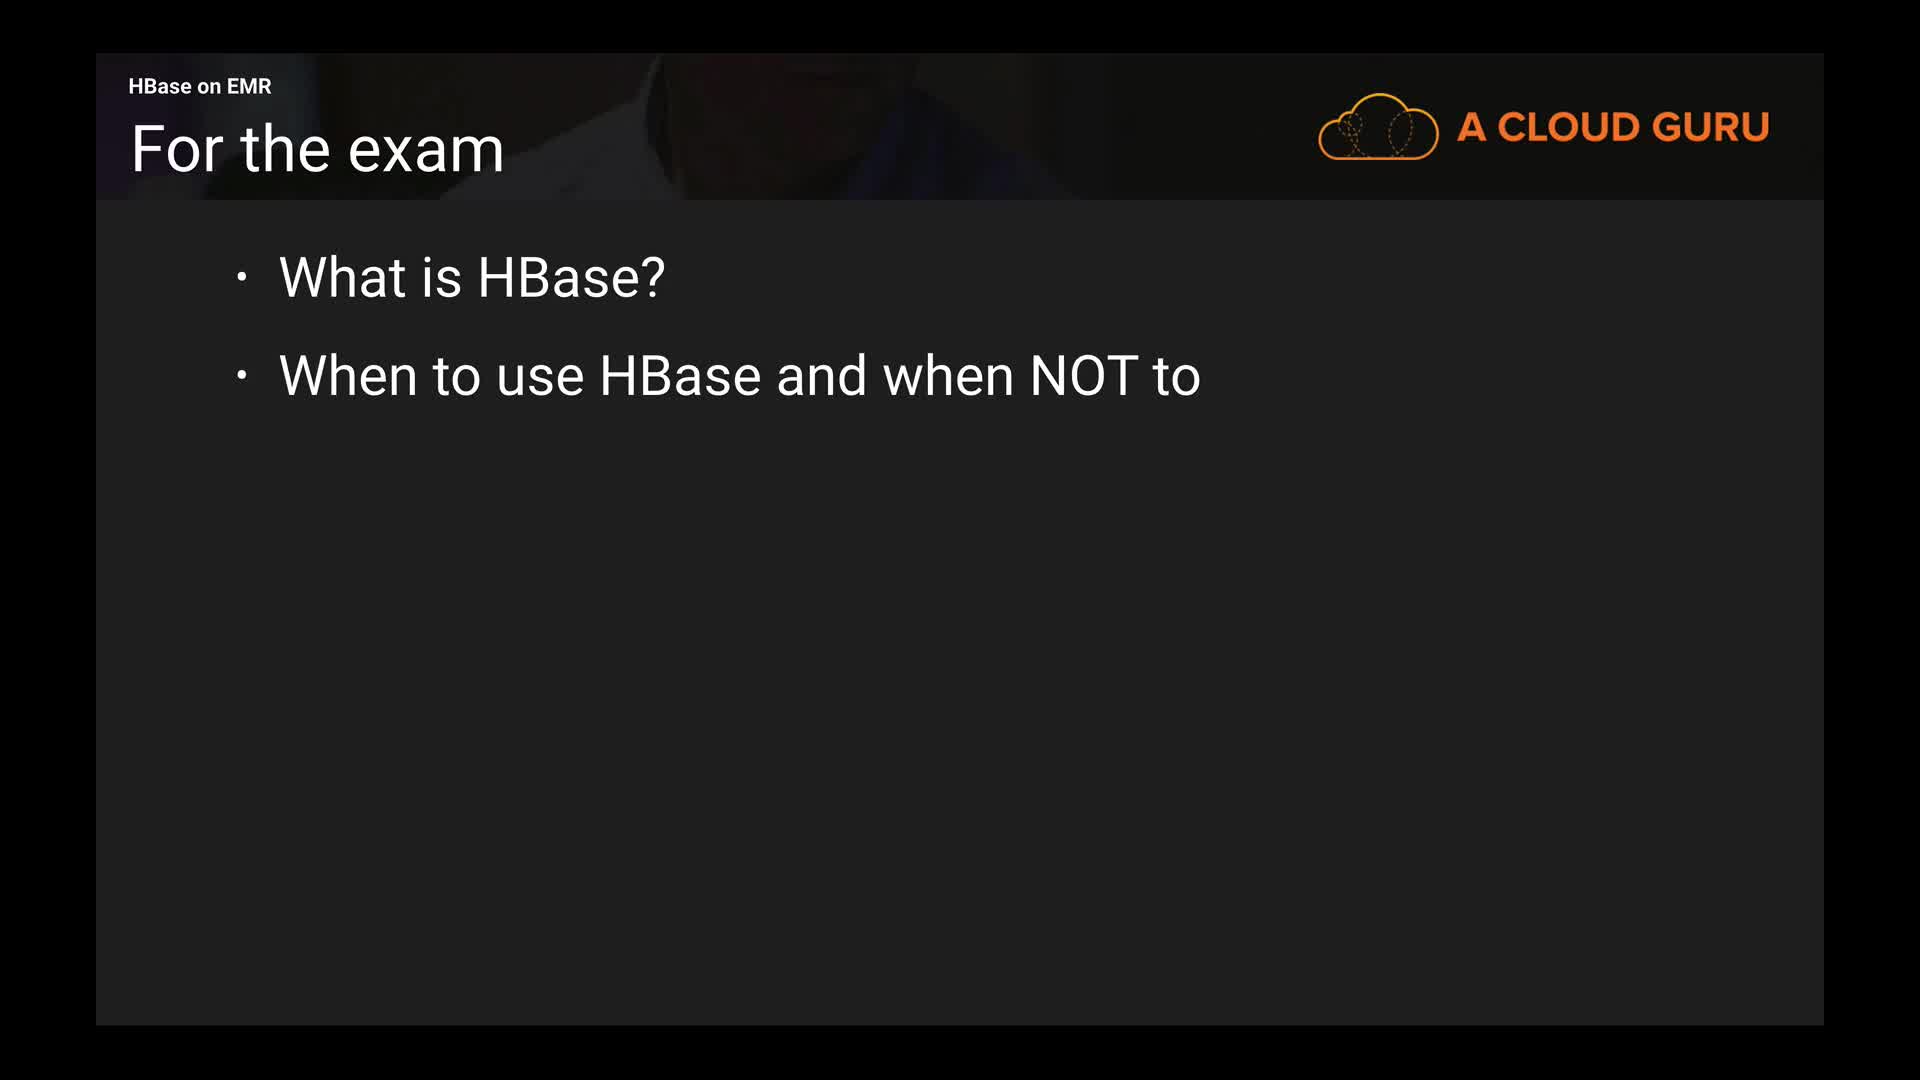 HBase on EMR
For the exam
A CLOUD GURU
• What is HBase?
• When to use HBase and when NOT to